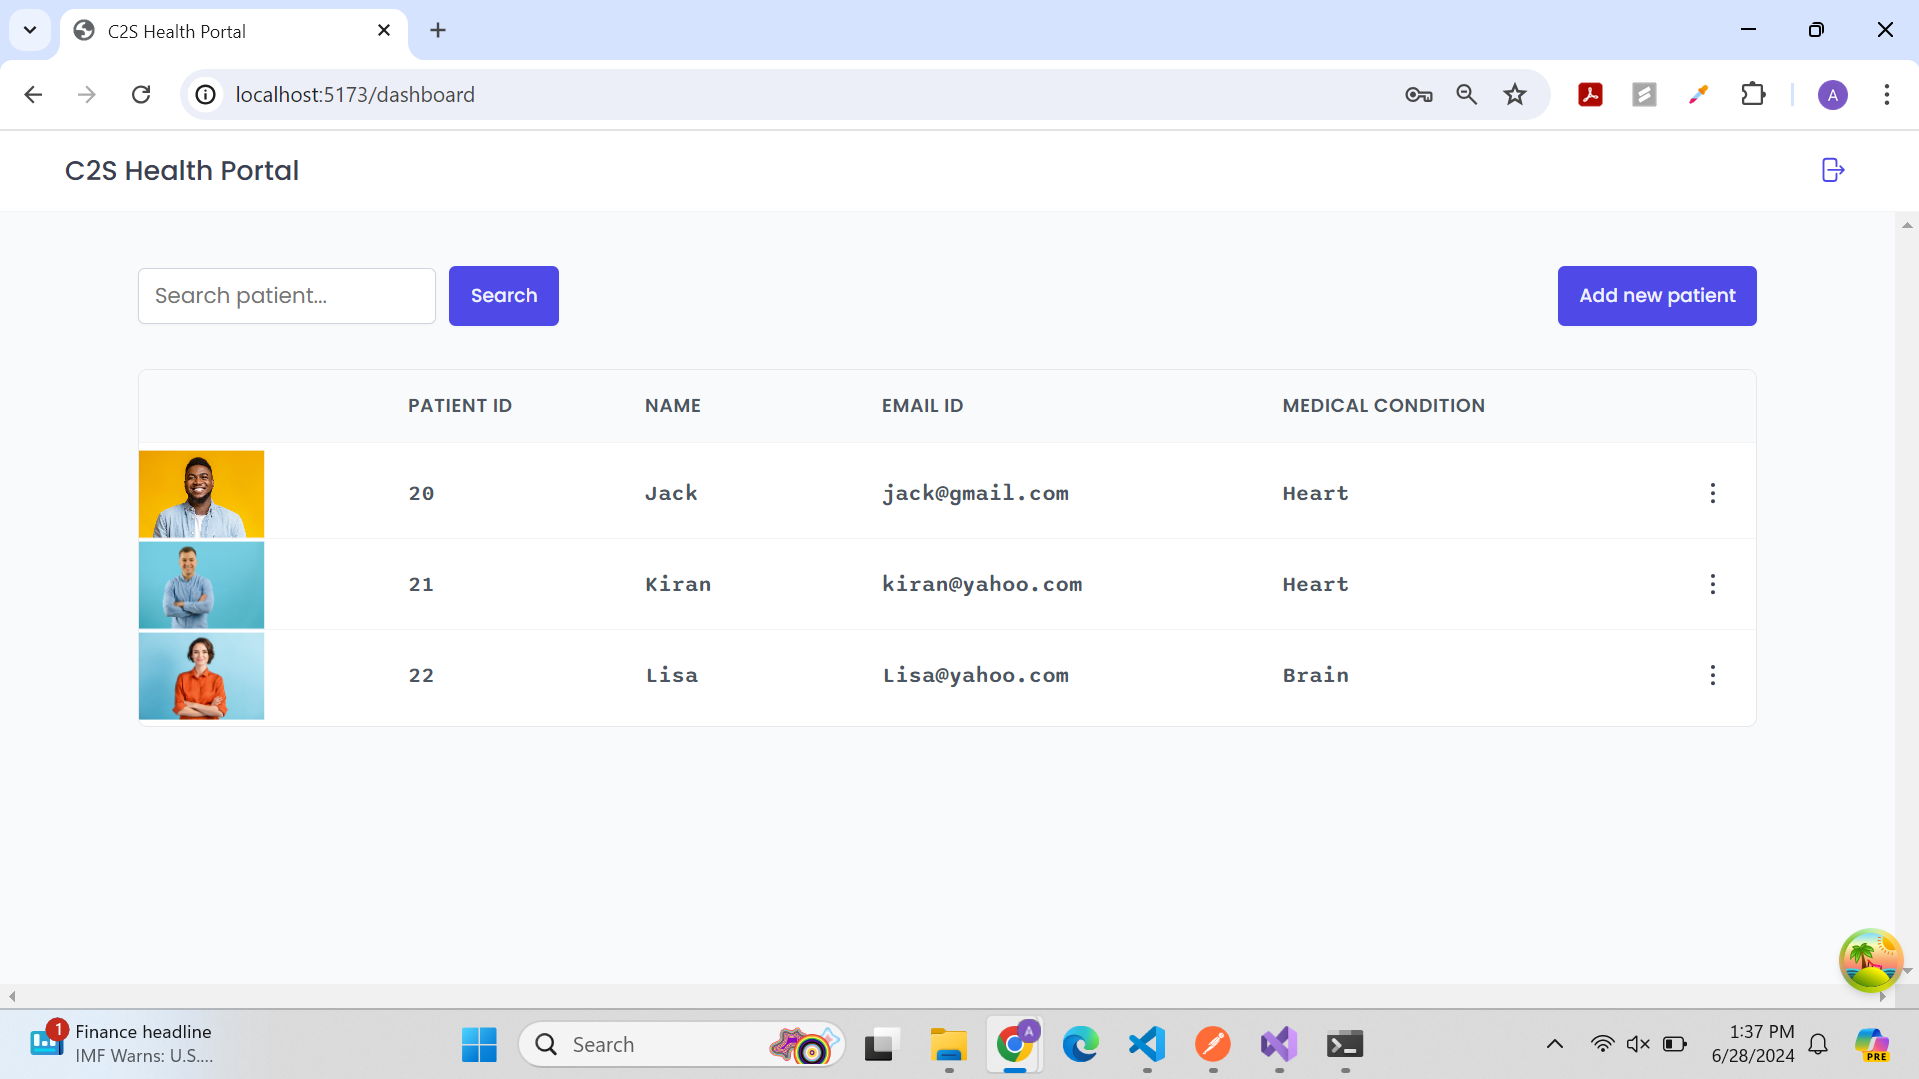 C2S Health Portal
localhost:5173/dashboard
A
C2S Health Portal
Search patient...
Search
Add new patient
PATIENT ID NAME EMAIL ID MEDICAL CONDITION
20 Jack jack@gmail.com Heart
21 Kiran kiran@yahoo.com Heart
22 Lisa Lisa@yahoo.com Brain
1
Finance headline
IMF Warns: U.S....
Search
A
1:37 PM
6/28/2024
PRE